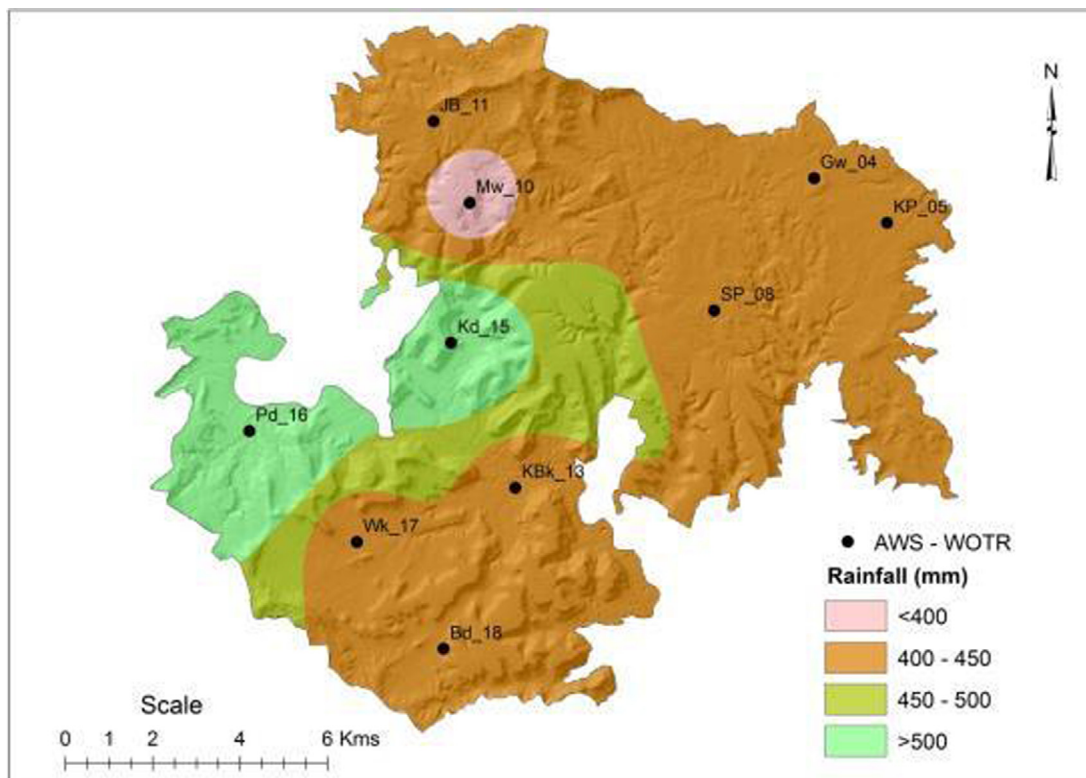 N
JB_11
Mw_10
Gw_04
KP_05
SP_08
Kd_15
Pd_16
KBk_13
Wk_17
Bd_18
AWS - WOTR
Rainfall (mm)
<400
400 - 450
450 - 500
>500
Scale
0 1 2 4 6 Kms